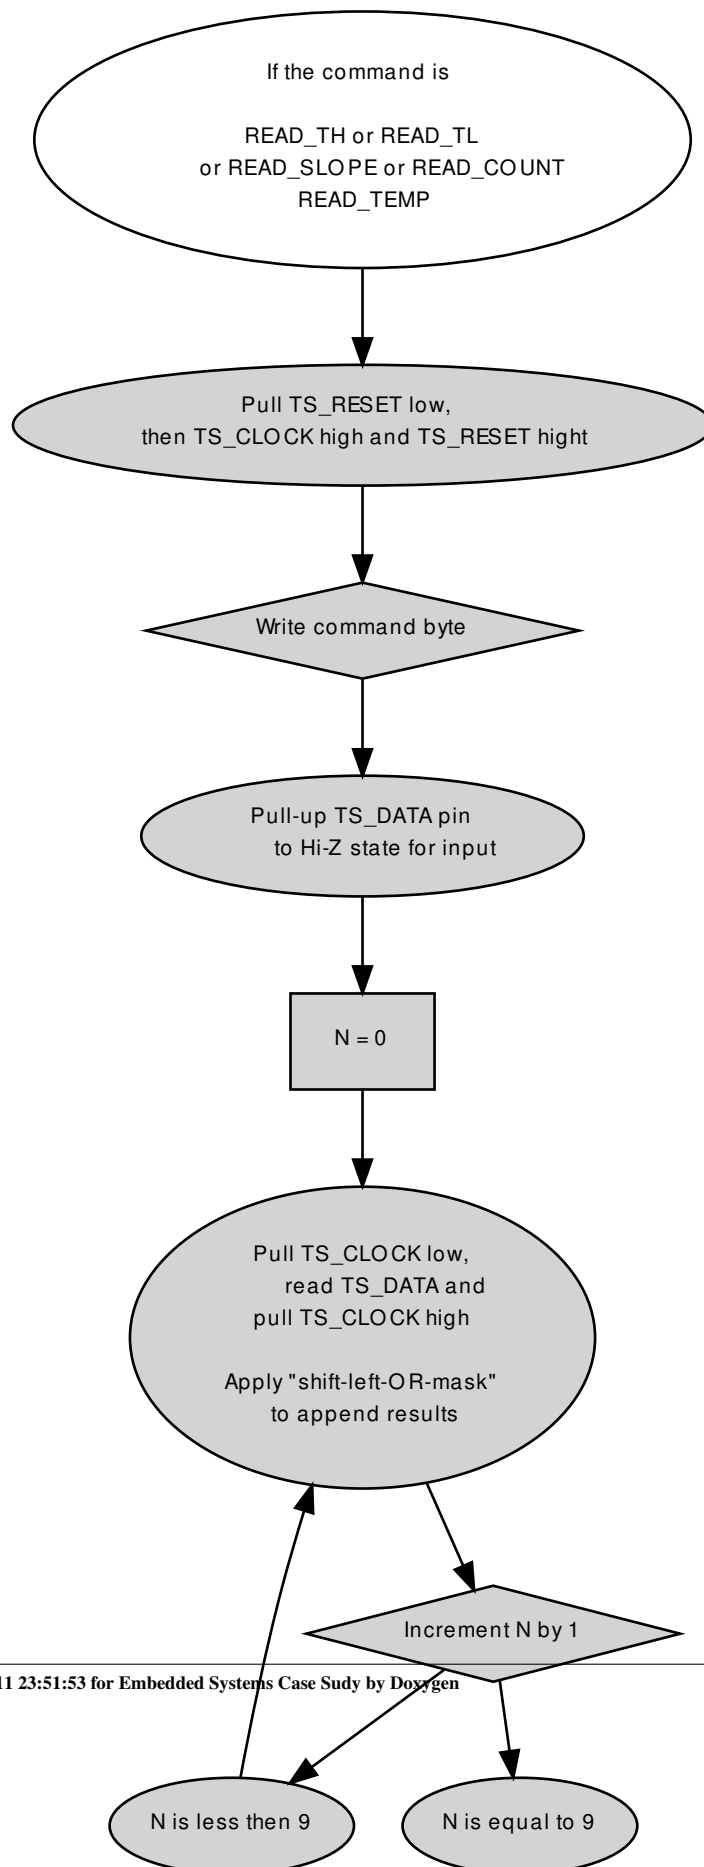 If the command is
READ_TH or READ_TL
or READ_SLOPE or READ_COUNT
READ_TEMP
Pull TS_RESET low,
then TS_CLOCK high and TS_RESET hight
Write command byte
Pull-up TS_DATA pin
to Hi-Z state for input
N = 0
Pull TS_CLOCK low,
read TS_DATA and
pull TS_CLOCK high
Apply "shift-left-OR-mask"
to append results
Increment N by 1
11 23:51:53 for Embedded Systems Case Sudy by Doxygen
N is less then 9
N is equal to 9